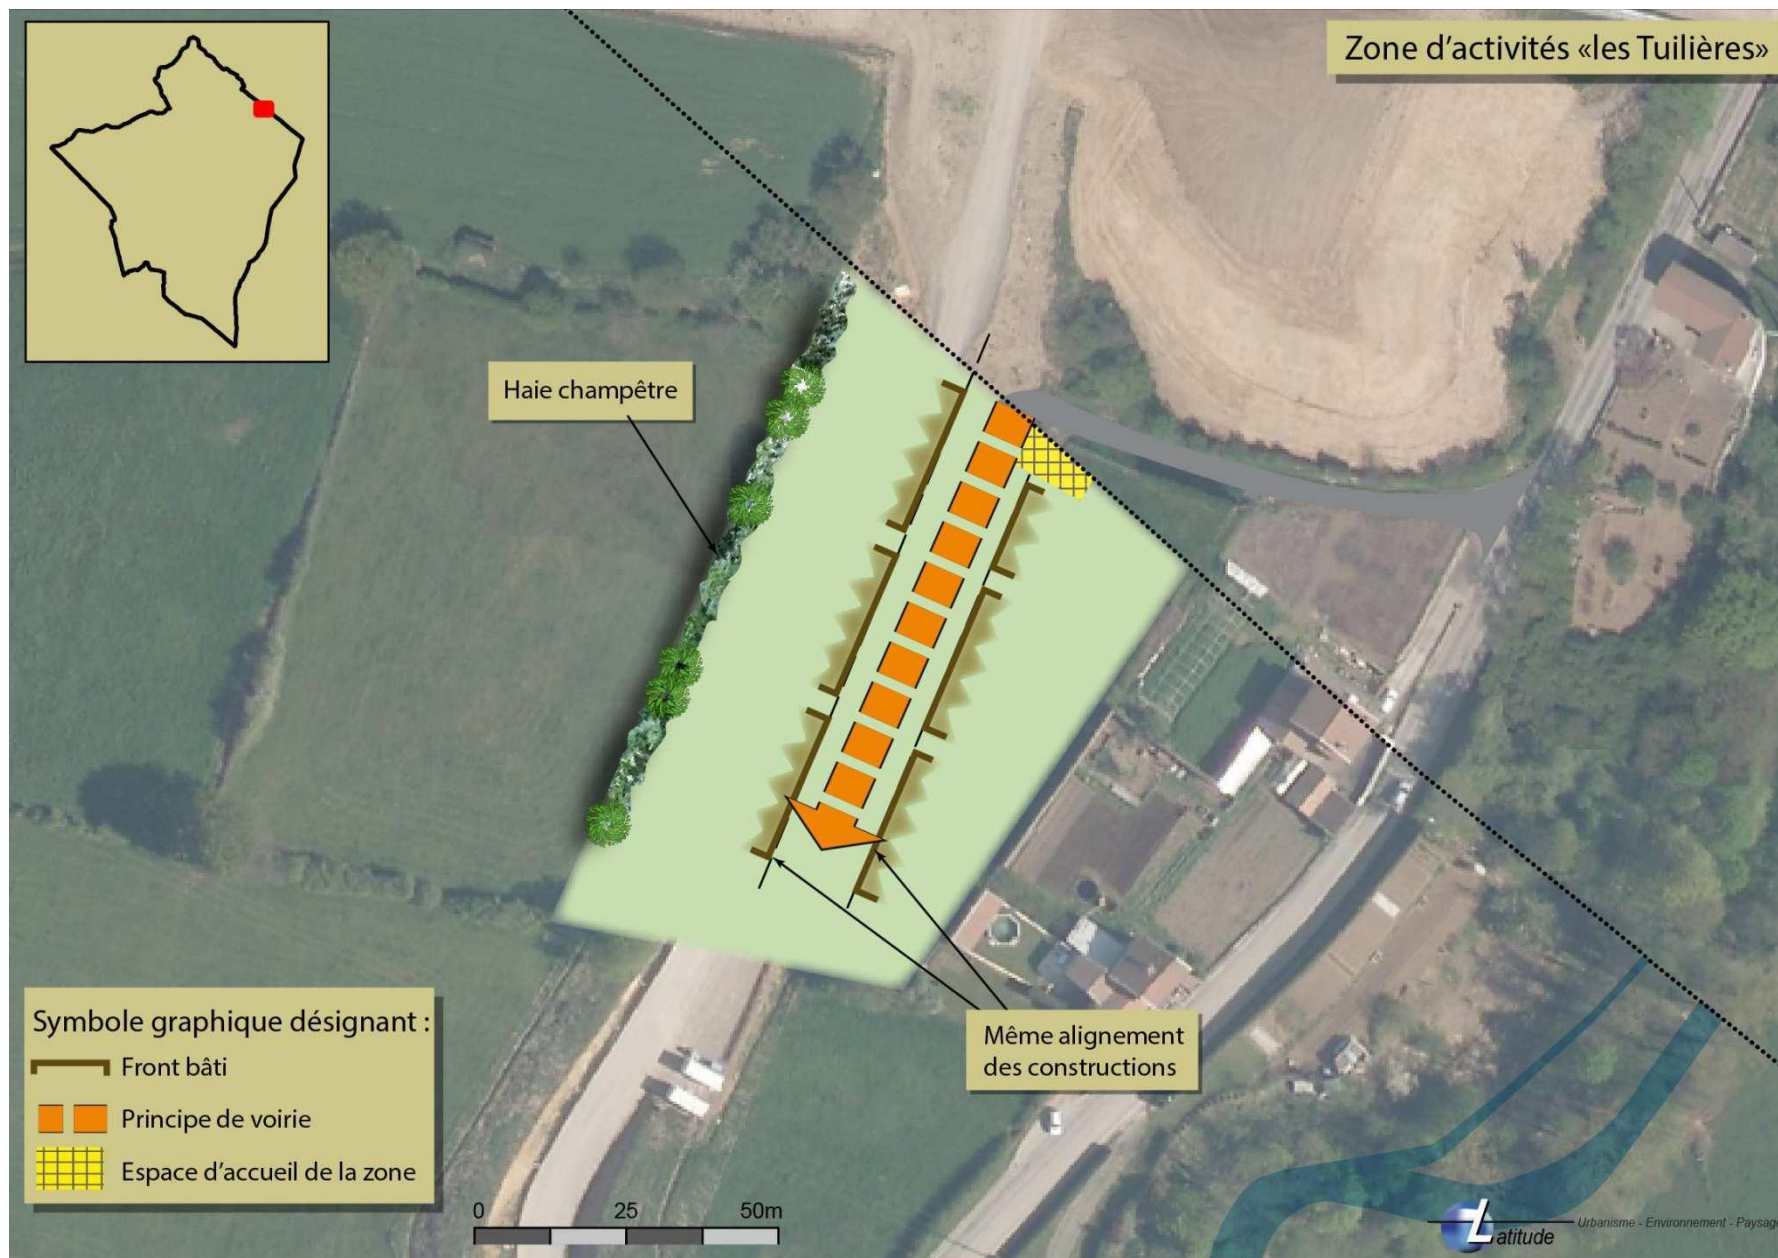 Zone d'activités «les Tuilières»
Haie champêtre
Même alignement
des constructions
Symbole graphique désignant :
Front bâti
Principe de voirie
Espace d'accueil de la zone
0 25 50m
Latitude
Urbanisme - Environnement - Paysage